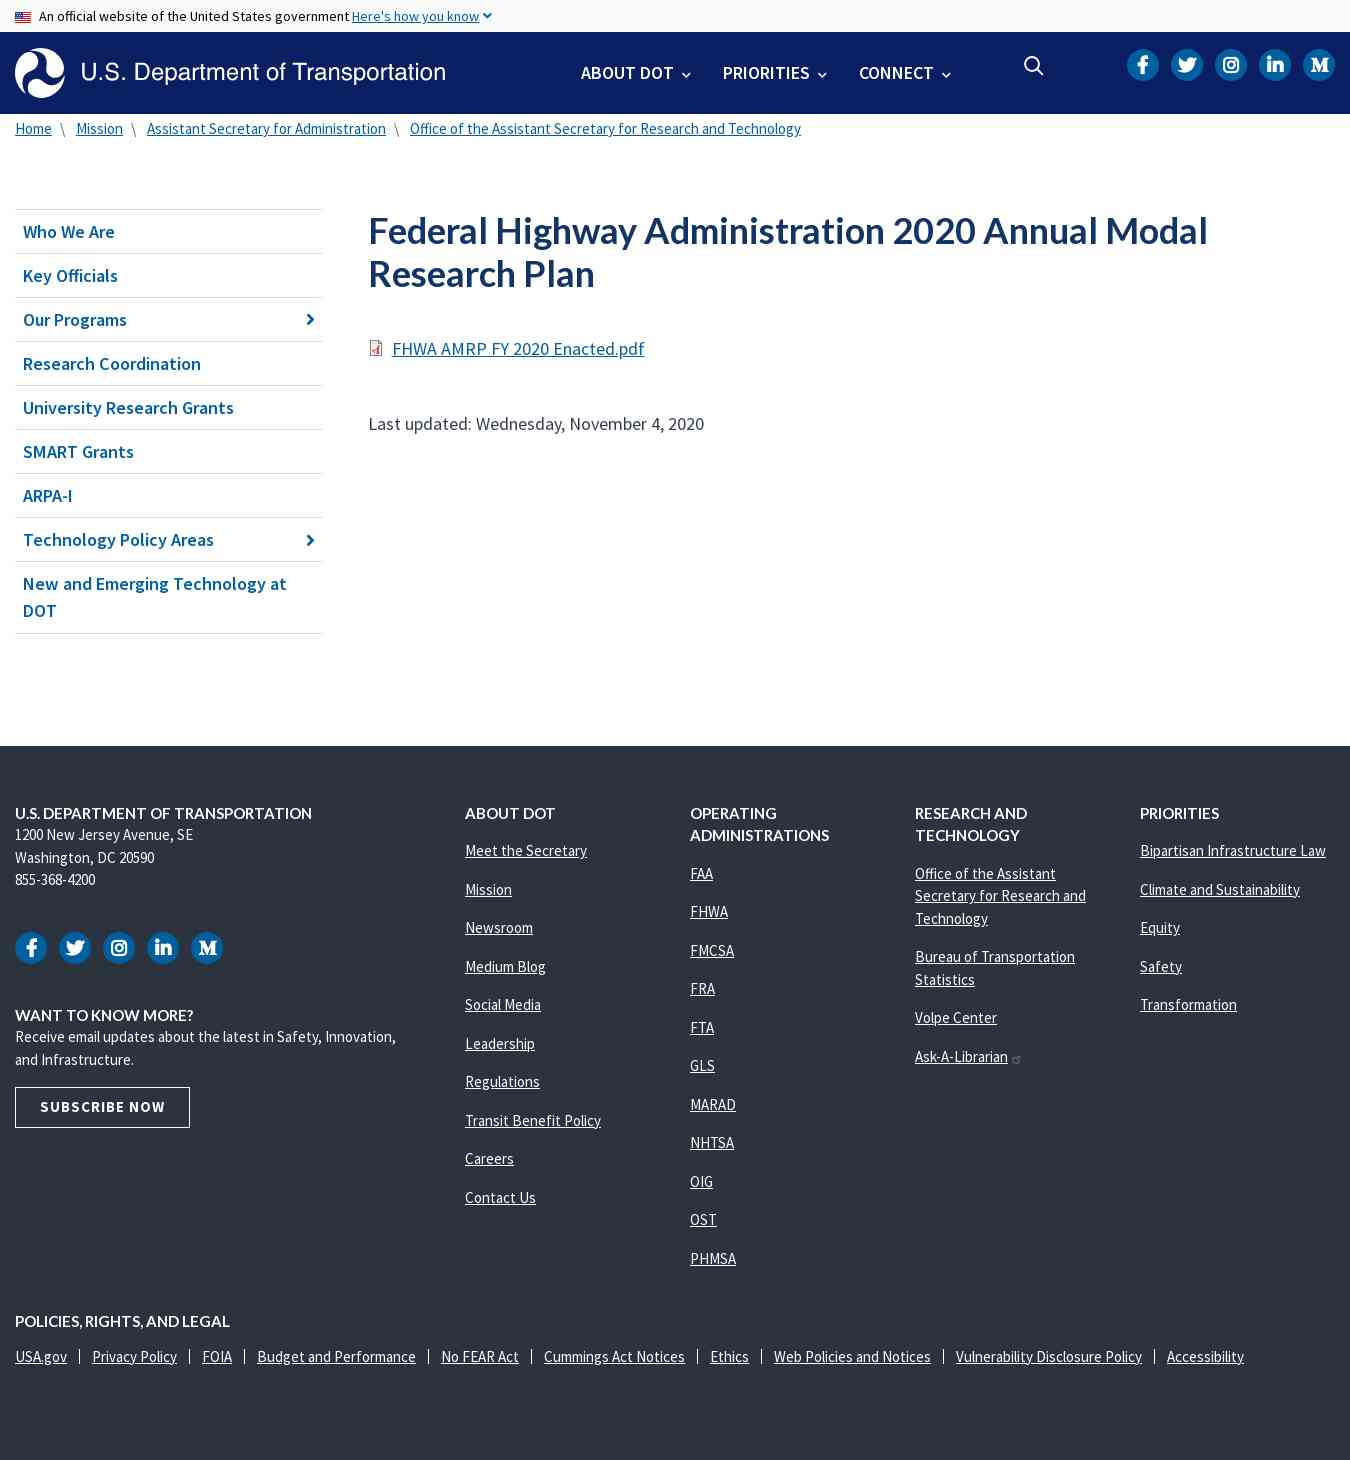 An official website of the United States government Here's how you know
U.S. Department of Transportation
ABOUT DOT
PRIORITIES
CONNECT
Home \ Mission \ Assistant Secretary for Administration \ Office of the Assistant Secretary for Research and Technology
Who We Are
Key Officials
Our Programs
Research Coordination
University Research Grants
SMART Grants
ARPA-I
Technology Policy Areas
New and Emerging Technology at
DOT
Federal Highway Administration 2020 Annual Modal
Research Plan
FHWA AMRP FY 2020 Enacted.pdf
Last updated: Wednesday, November 4, 2020
U.S. DEPARTMENT OF TRANSPORTATION
1200 New Jersey Avenue, SE
Washington, DC 20590
855-368-4200
WANT TO KNOW MORE?
Receive email updates about the latest in Safety, Innovation,
and Infrastructure.
SUBSCRIBE NOW
ABOUT DOT
Meet the Secretary
Mission
Newsroom
Medium Blog
Social Media
Leadership
Regulations
Transit Benefit Policy
Careers
Contact Us
OPERATING
ADMINISTRATIONS
FAA
FHWA
FMCSA
FRA
FTA
GLS
MARAD
NHTSA
OIG
OST
PHMSA
RESEARCH AND
TECHNOLOGY
Office of the Assistant
Secretary for Research and
Technology
Bureau of Transportation
Statistics
Volpe Center
Ask-A-Librarian
PRIORITIES
Bipartisan Infrastructure Law
Climate and Sustainability
Equity
Safety
Transformation
POLICIES, RIGHTS, AND LEGAL
USA.gov | Privacy Policy | FOIA | Budget and Performance | No FEAR Act | Cummings Act Notices | Ethics | Web Policies and Notices | Vulnerability Disclosure Policy | Accessibility